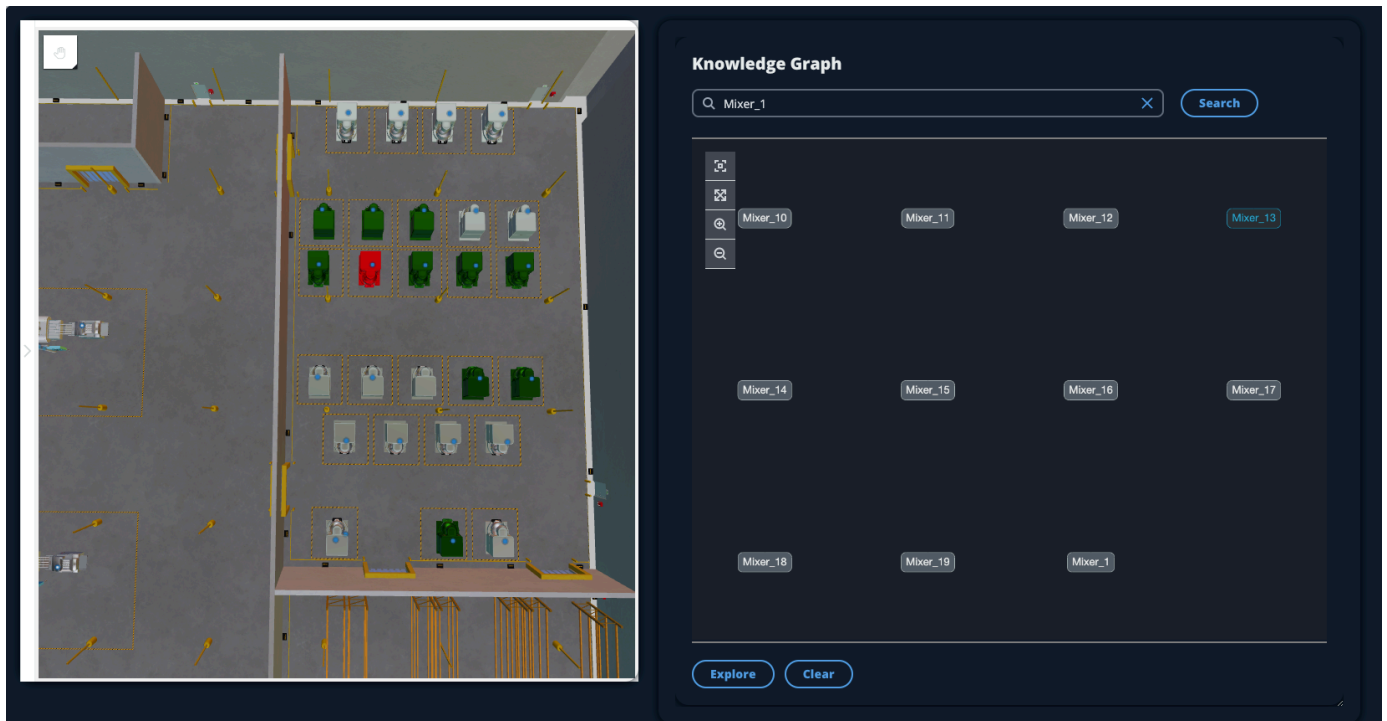 Knowledge Graph
Mixer_1
Search
Mixer_10 Mixer_11 Mixer_12 Mixer_13
Mixer_14 Mixer_15 Mixer_16 Mixer_17
Mixer_18 Mixer_19 Mixer_1
Explore Clear